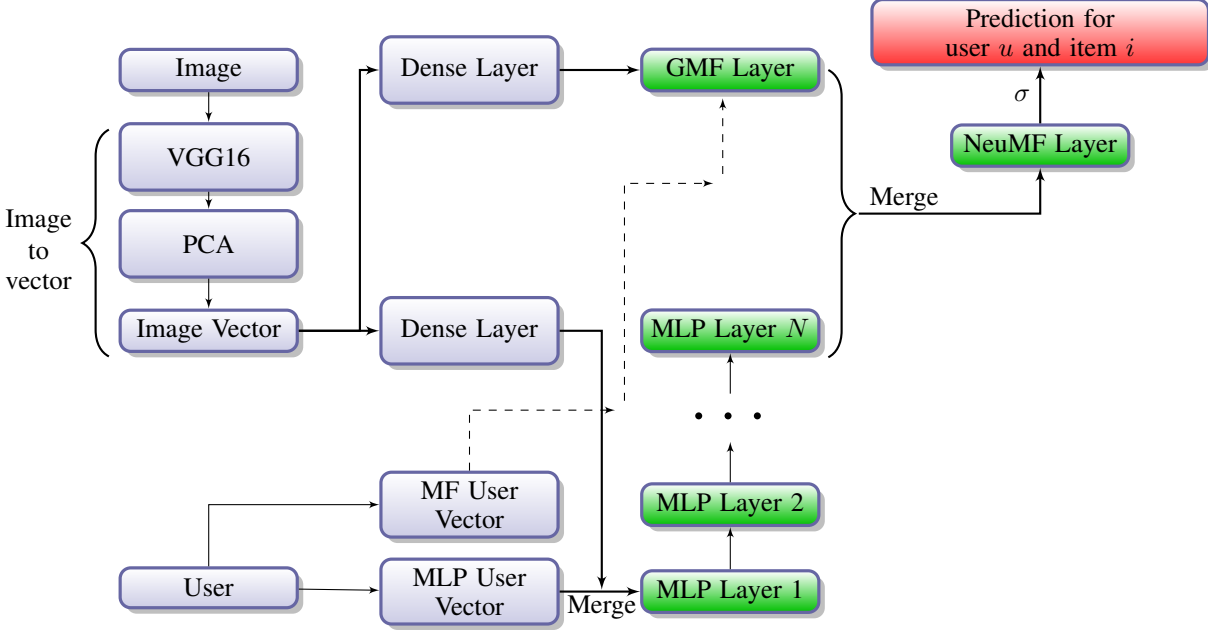 Prediction for
user u and item i
Image
Dense Layer
GMF Layer
σ
VGG16
NeuMF Layer
Merge
Image
to
vector
PCA
Image Vector
Dense Layer
MLP Layer N
MF User
Vector
MLP Layer 2
User
MLP User
Vector
Merge
MLP Layer 1